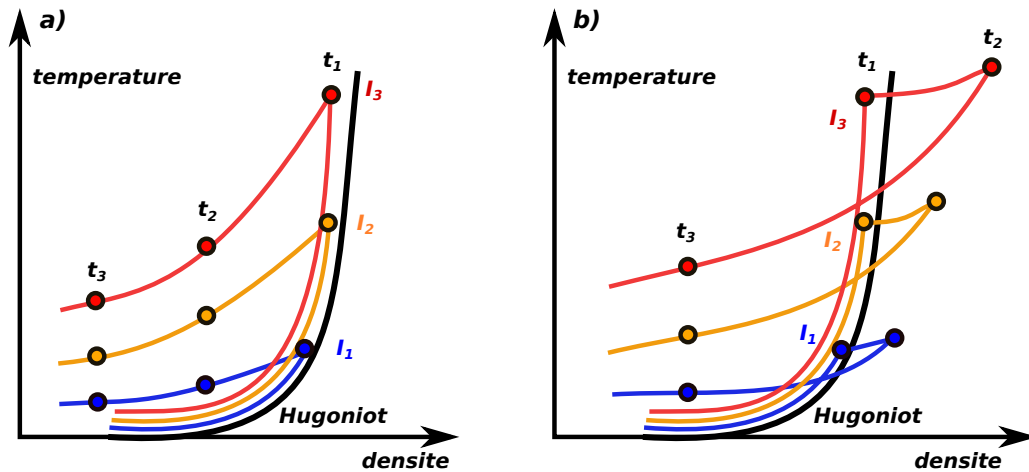 a)
temperature
t₁
I₃
t₂
I₂
t₃
I₁
Hugoniot
densite
b)
t₂
t₁
temperature
I₃
t₃
I₂
I₁
Hugoniot
densite